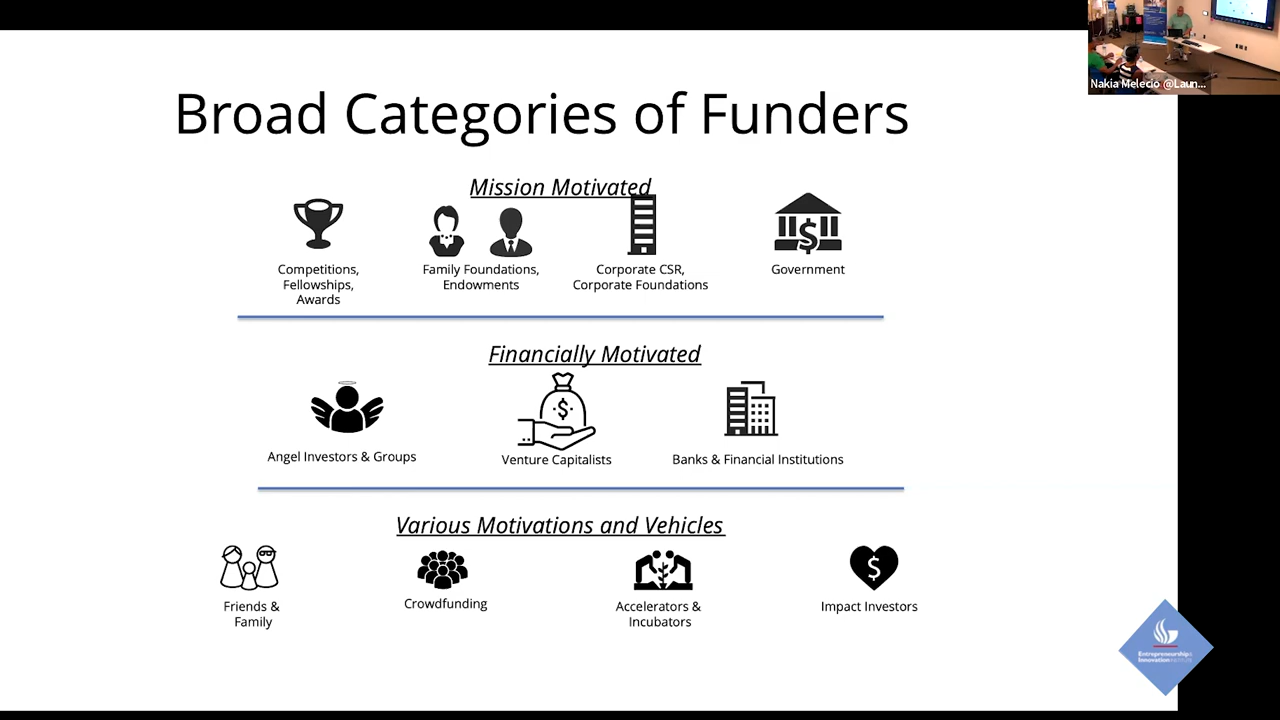 Nakia Melecio @Laun...
Broad Categories of Funders
Mission Motivated
Competitions,
Fellowships,
Awards
Family Foundations,
Endowments
Corporate CSR,
Corporate Foundations
Government
Financially Motivated
Angel Investors & Groups
Venture Capitalists
Banks & Financial Institutions
Various Motivations and Vehicles
Friends &
Family
Crowdfunding
Accelerators &
Incubators
Impact Investors
Entrepreneurship&
Innovation